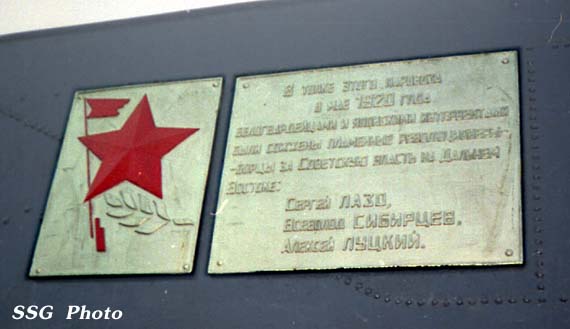 В топке этого паровоза
в мае 1920 года
белогвардейцами и японскими интервентами
были сожжены пламенные революционеры-
-борцы за Советскую власть на Дальнем
Востоке:
Сергей ЛАЗО,
Всеволод СИБИРЦЕВ,
Алексей ЛУЦКИЙ.
SSG Photo